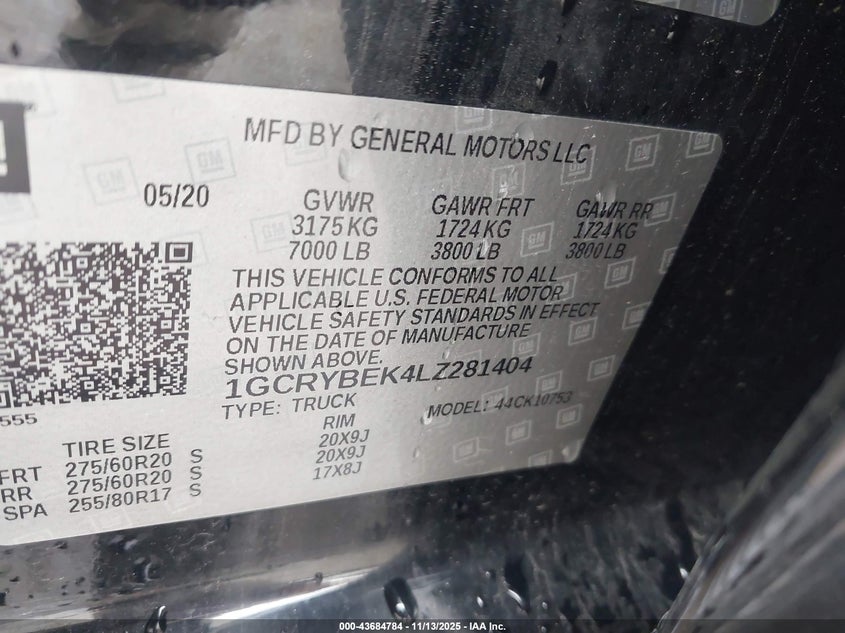 MFD BY GENERAL MOTORS LLC
05/20
GVWR GAWR FRT GAWR RR
3175 KG 1724 KG 1724 KG
7000 LB 3800 LB 3800 LB
THIS VEHICLE CONFORMS TO ALL
APPLICABLE U.S. FEDERAL MOTOR
VEHICLE SAFETY STANDARDS IN EFFECT
ON THE DATE OF MANUFACTURE
SHOWN ABOVE.
1GCRYBEK4LZ281404
TYPE: TRUCK MODEL: 44CK10753
555
TIRE SIZE RIM
FRT 275/60R20 S 20X9J
RR 275/60R20 S 20X9J
SPA 255/80R17 S 17X8J
GM
000-43684784 - 11/13/2025 - IAA Inc.